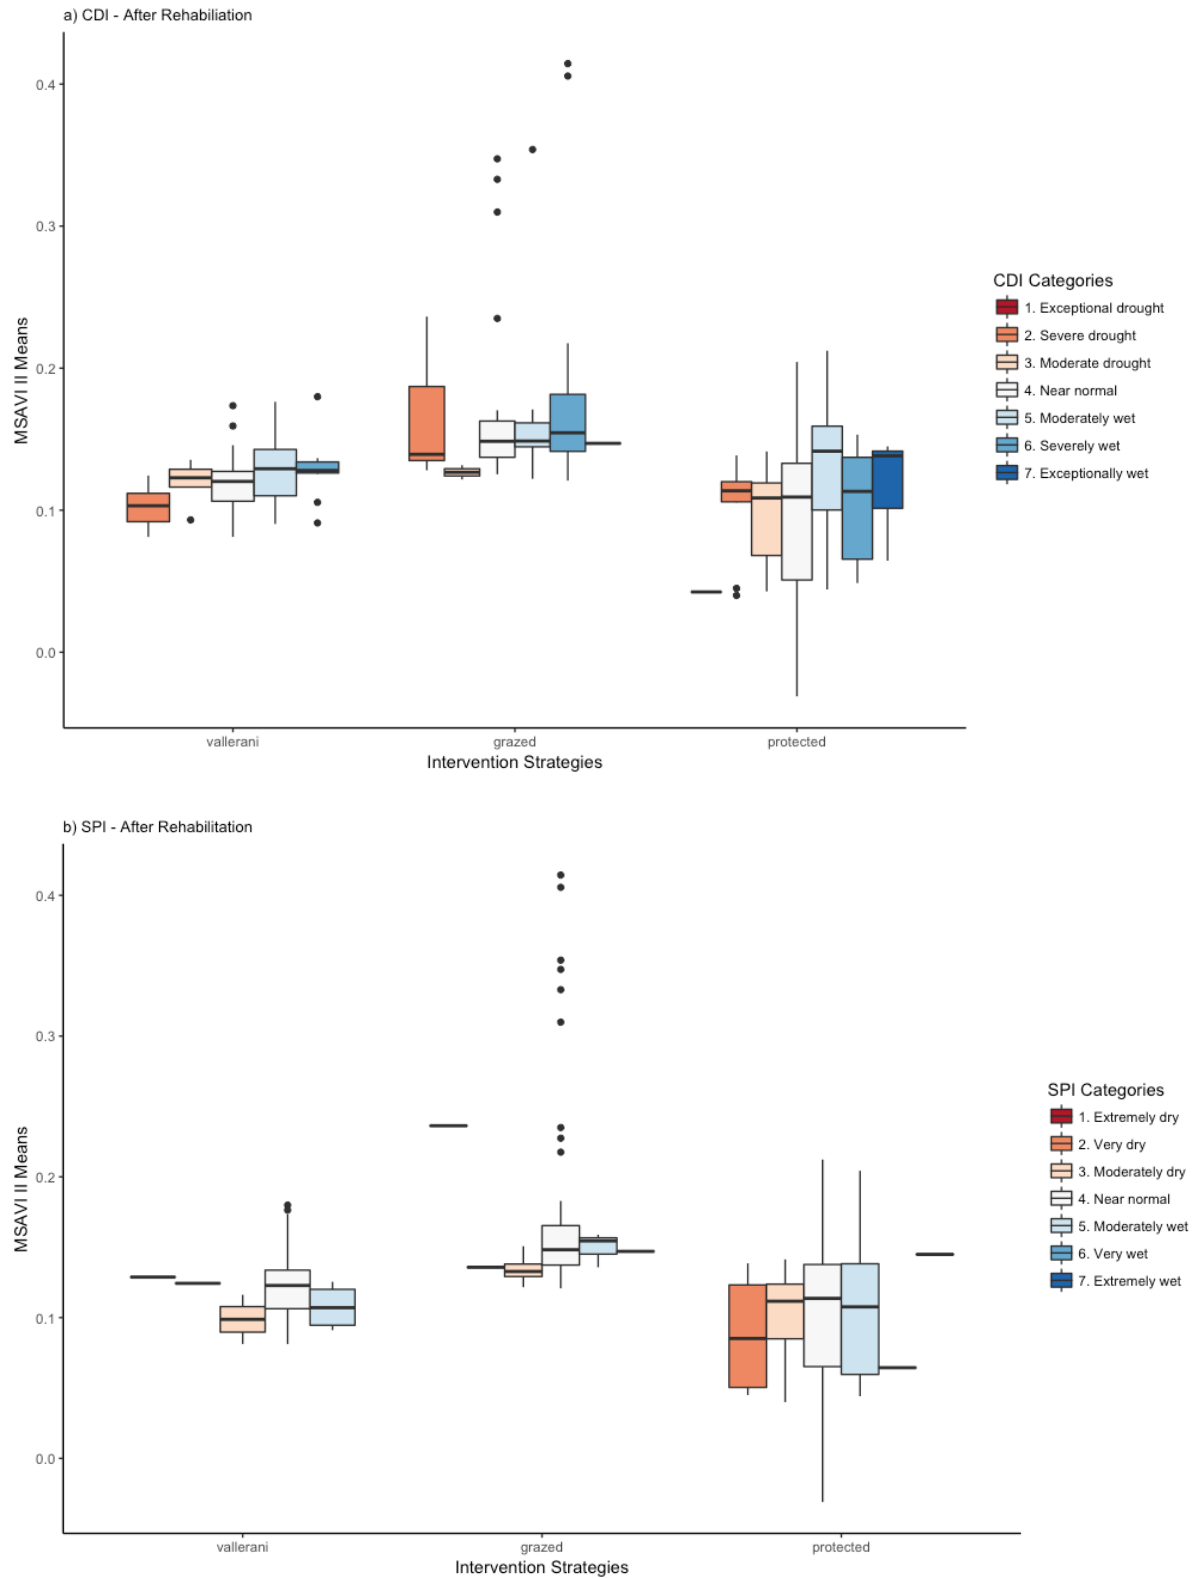 a) CDI - After Rehabiliation
0.4
0.3
0.2
0.1
0.0
MSAVI II Means
vallerani
grazed
protected
Intervention Strategies
CDI Categories
1. Exceptional drought
2. Severe drought
3. Moderate drought
4. Near normal
5. Moderately wet
6. Severely wet
7. Exceptionally wet
b) SPI - After Rehabilitation
0.4
0.3
0.2
0.1
0.0
MSAVI II Means
vallerani
grazed
protected
Intervention Strategies
SPI Categories
1. Extremely dry
2. Very dry
3. Moderately dry
4. Near normal
5. Moderately wet
6. Very wet
7. Extremely wet